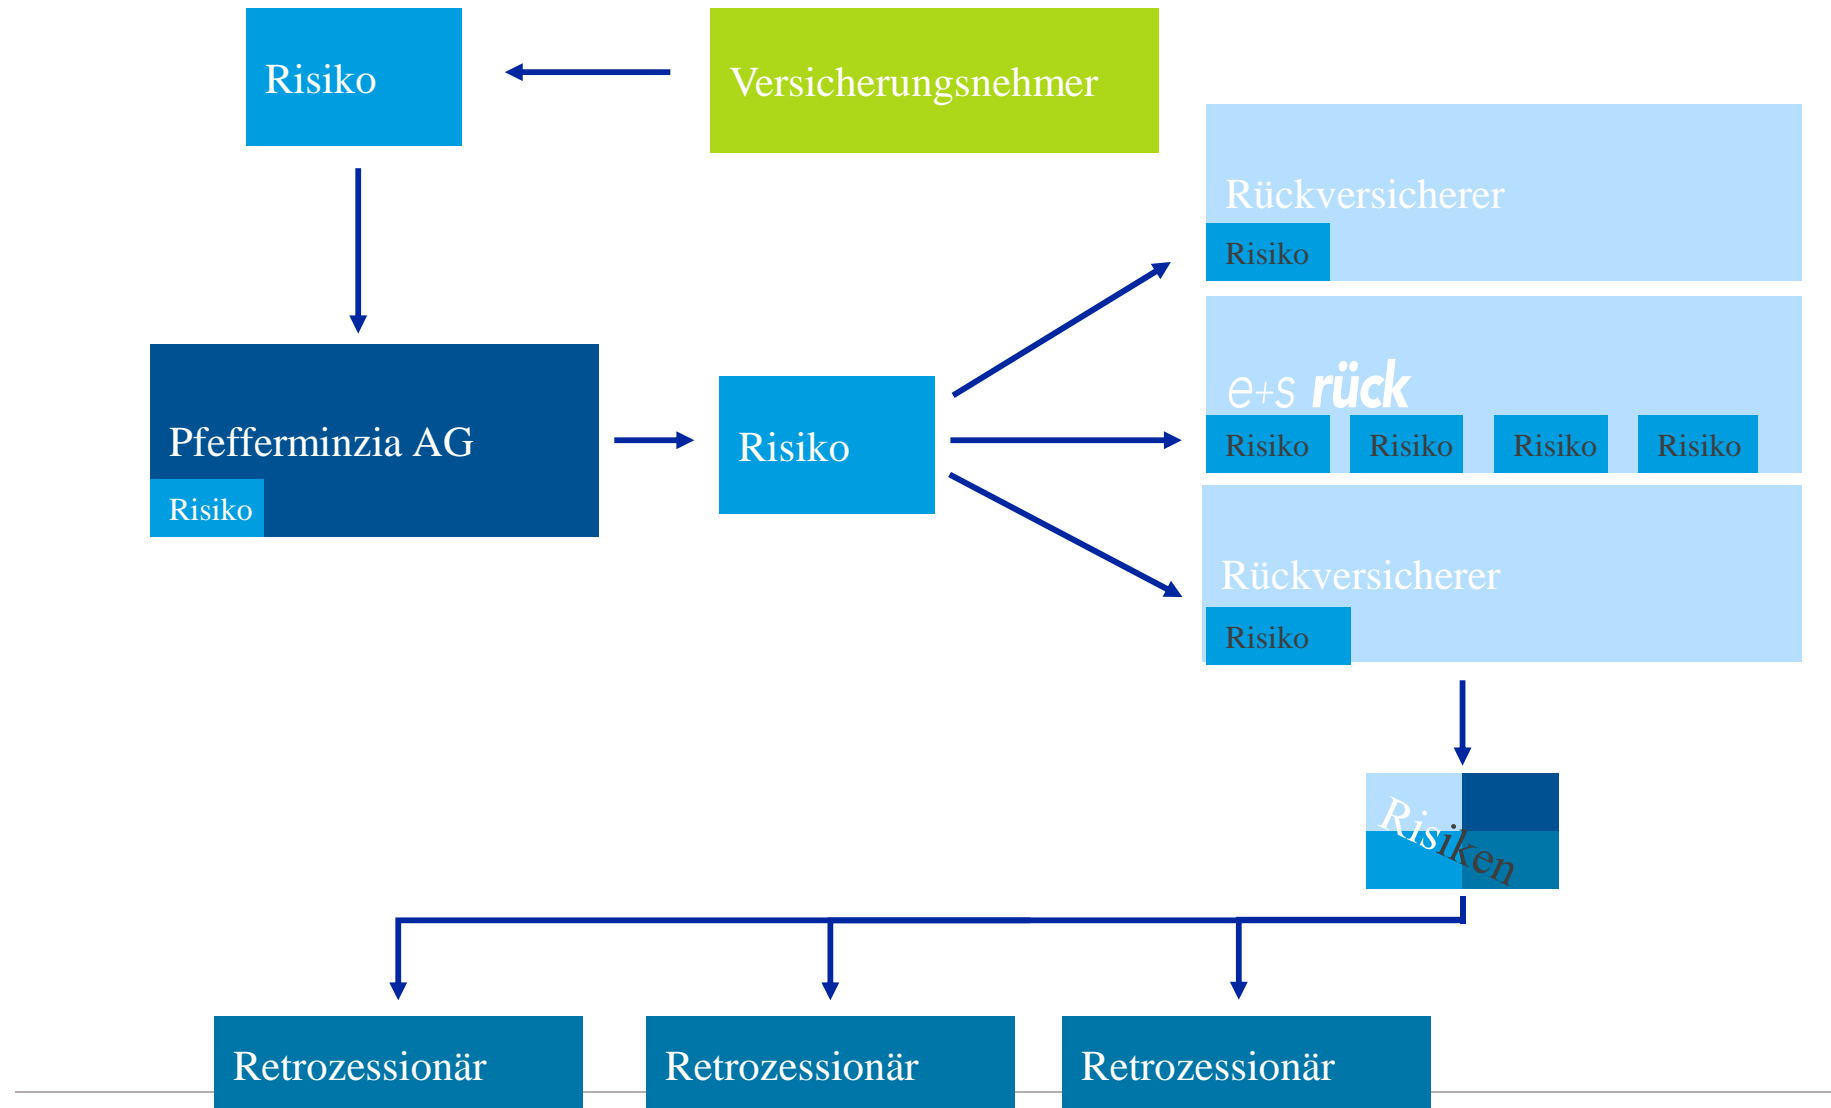 Risiko
Versicherungsnehmer
Rückversicherer
Risiko
e+s rück
Risiko Risiko Risiko Risiko
Pfefferminzia AG
Risiko
Risiko
Rückversicherer
Risiko
Risiken
Retrozessionär Retrozessionär Retrozessionär